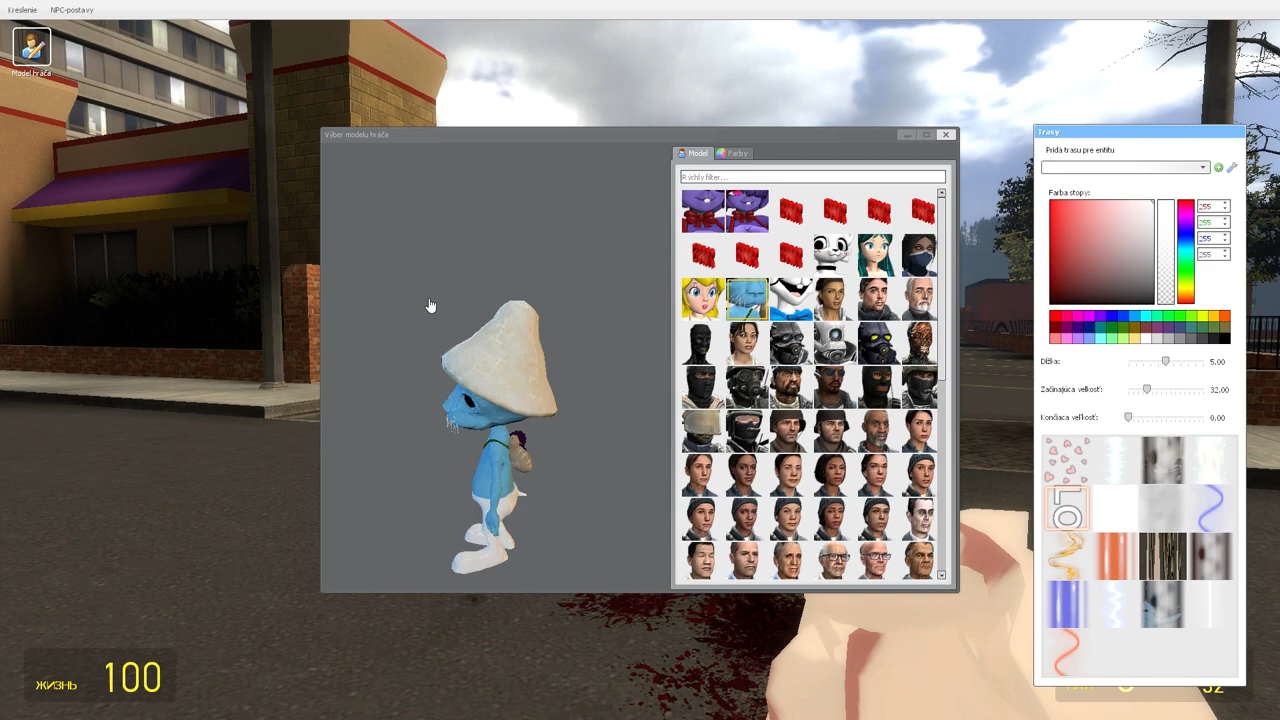 Kreslenie NPC-postavy
Model hráča
Výber modelu hráča
Model Farby
Rýchly filter...
Trasy
Pridá trasu pre entitu
Farba stopy:
255
255
255
255
Dĺžka: 5.00
Začínajúca veľkosť: 32.00
Končiaca veľkosť: 0.00
LOL
ЖИЗНЬ 100